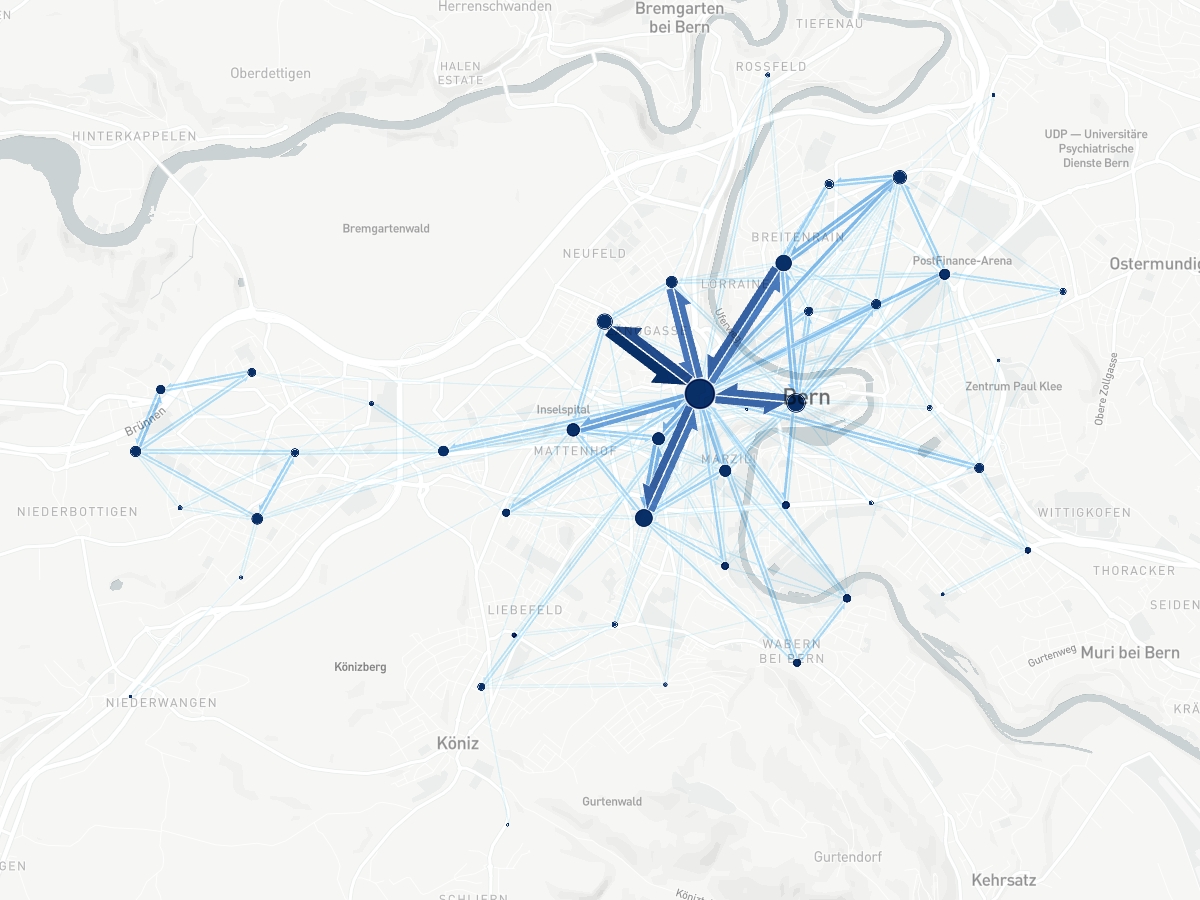 Herrenschwanden
Bremgarten
bei Bern
TIEFENAU
HALEN
ESTATE
Oberdettigen
ROSSFELD
HINTERKAPPELEN
UDP — Universitäre
Psychiatrische
Dienste Bern
Bremgartenwald
NEUFELD
BREITENRAIN
PostFinance-Arena
Ostermundig
LORRAINE
Uferweg
Zentrum Paul Klee
Obere Zollgasse
Bern
Inselspital
Brünnen
MATTENHOF
MARZILI
NIEDERBOTTIGEN
WITTIGKOFEN
THORACKER
SEIDEN
LIEBEFELD
WABERN
BEI BERN
Gurtenweg
Muri bei Bern
Könizberg
NIEDERWANGEN
KRÄ
Köniz
Gurtenwald
Gurtendorf
GEN
Kehrsatz
SCHLIERN